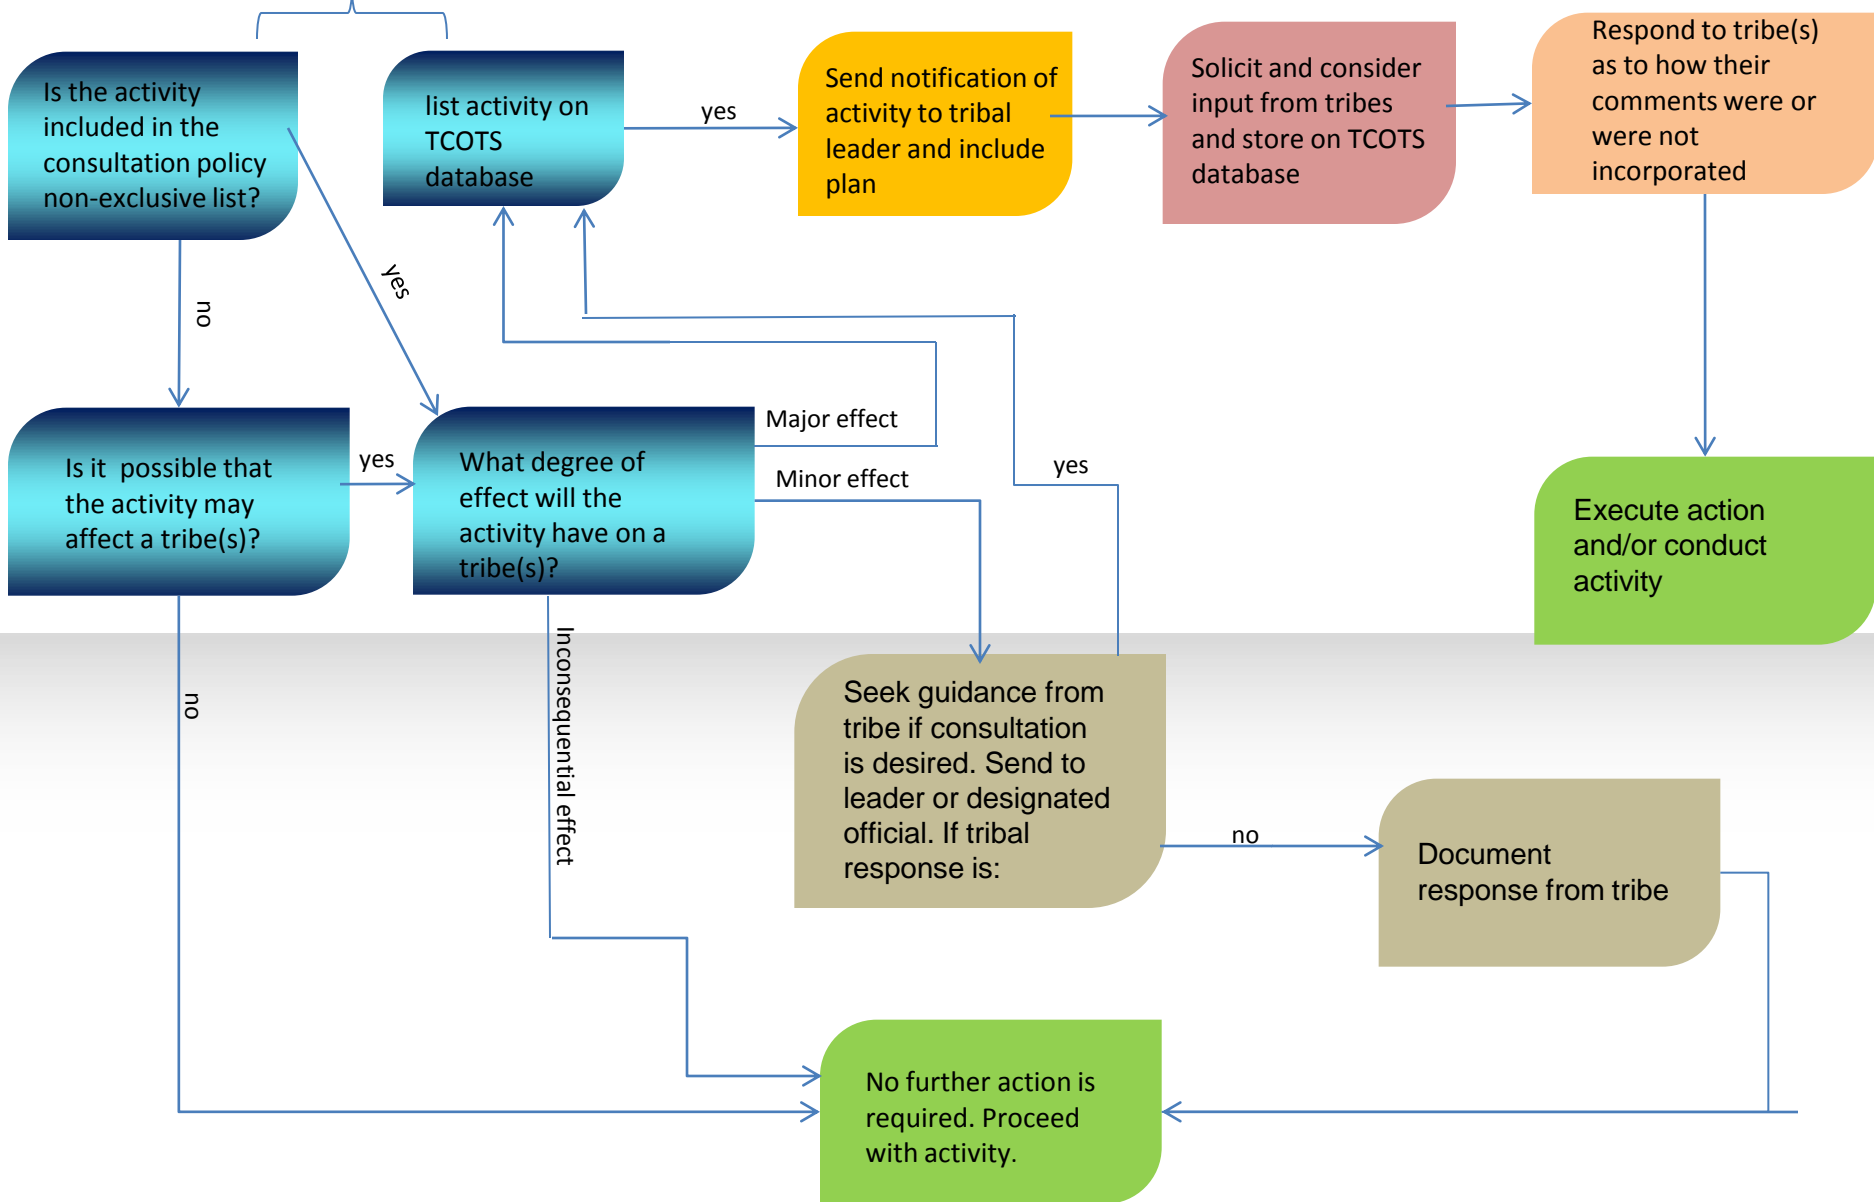 Is the activity
included in the
consultation policy
non-exclusive list?
list activity on
TCOTS
database
yes
Send notification of
activity to tribal
leader and include
plan
Solicit and consider
input from tribes
and store on TCOTS
database
Respond to tribe(s)
as to how their
comments were or
were not
incorporated
no
yes
Is it  possible that
the activity may
affect a tribe(s)?
yes
What degree of
effect will the
activity have on a
tribe(s)?
Major effect
Minor effect
yes
Execute action
and/or conduct
activity
no
Inconsequential effect
Seek guidance from
tribe if consultation
is desired. Send to
leader or designated
official. If tribal
response is:
no
Document
response from tribe
No further action is
required. Proceed
with activity.